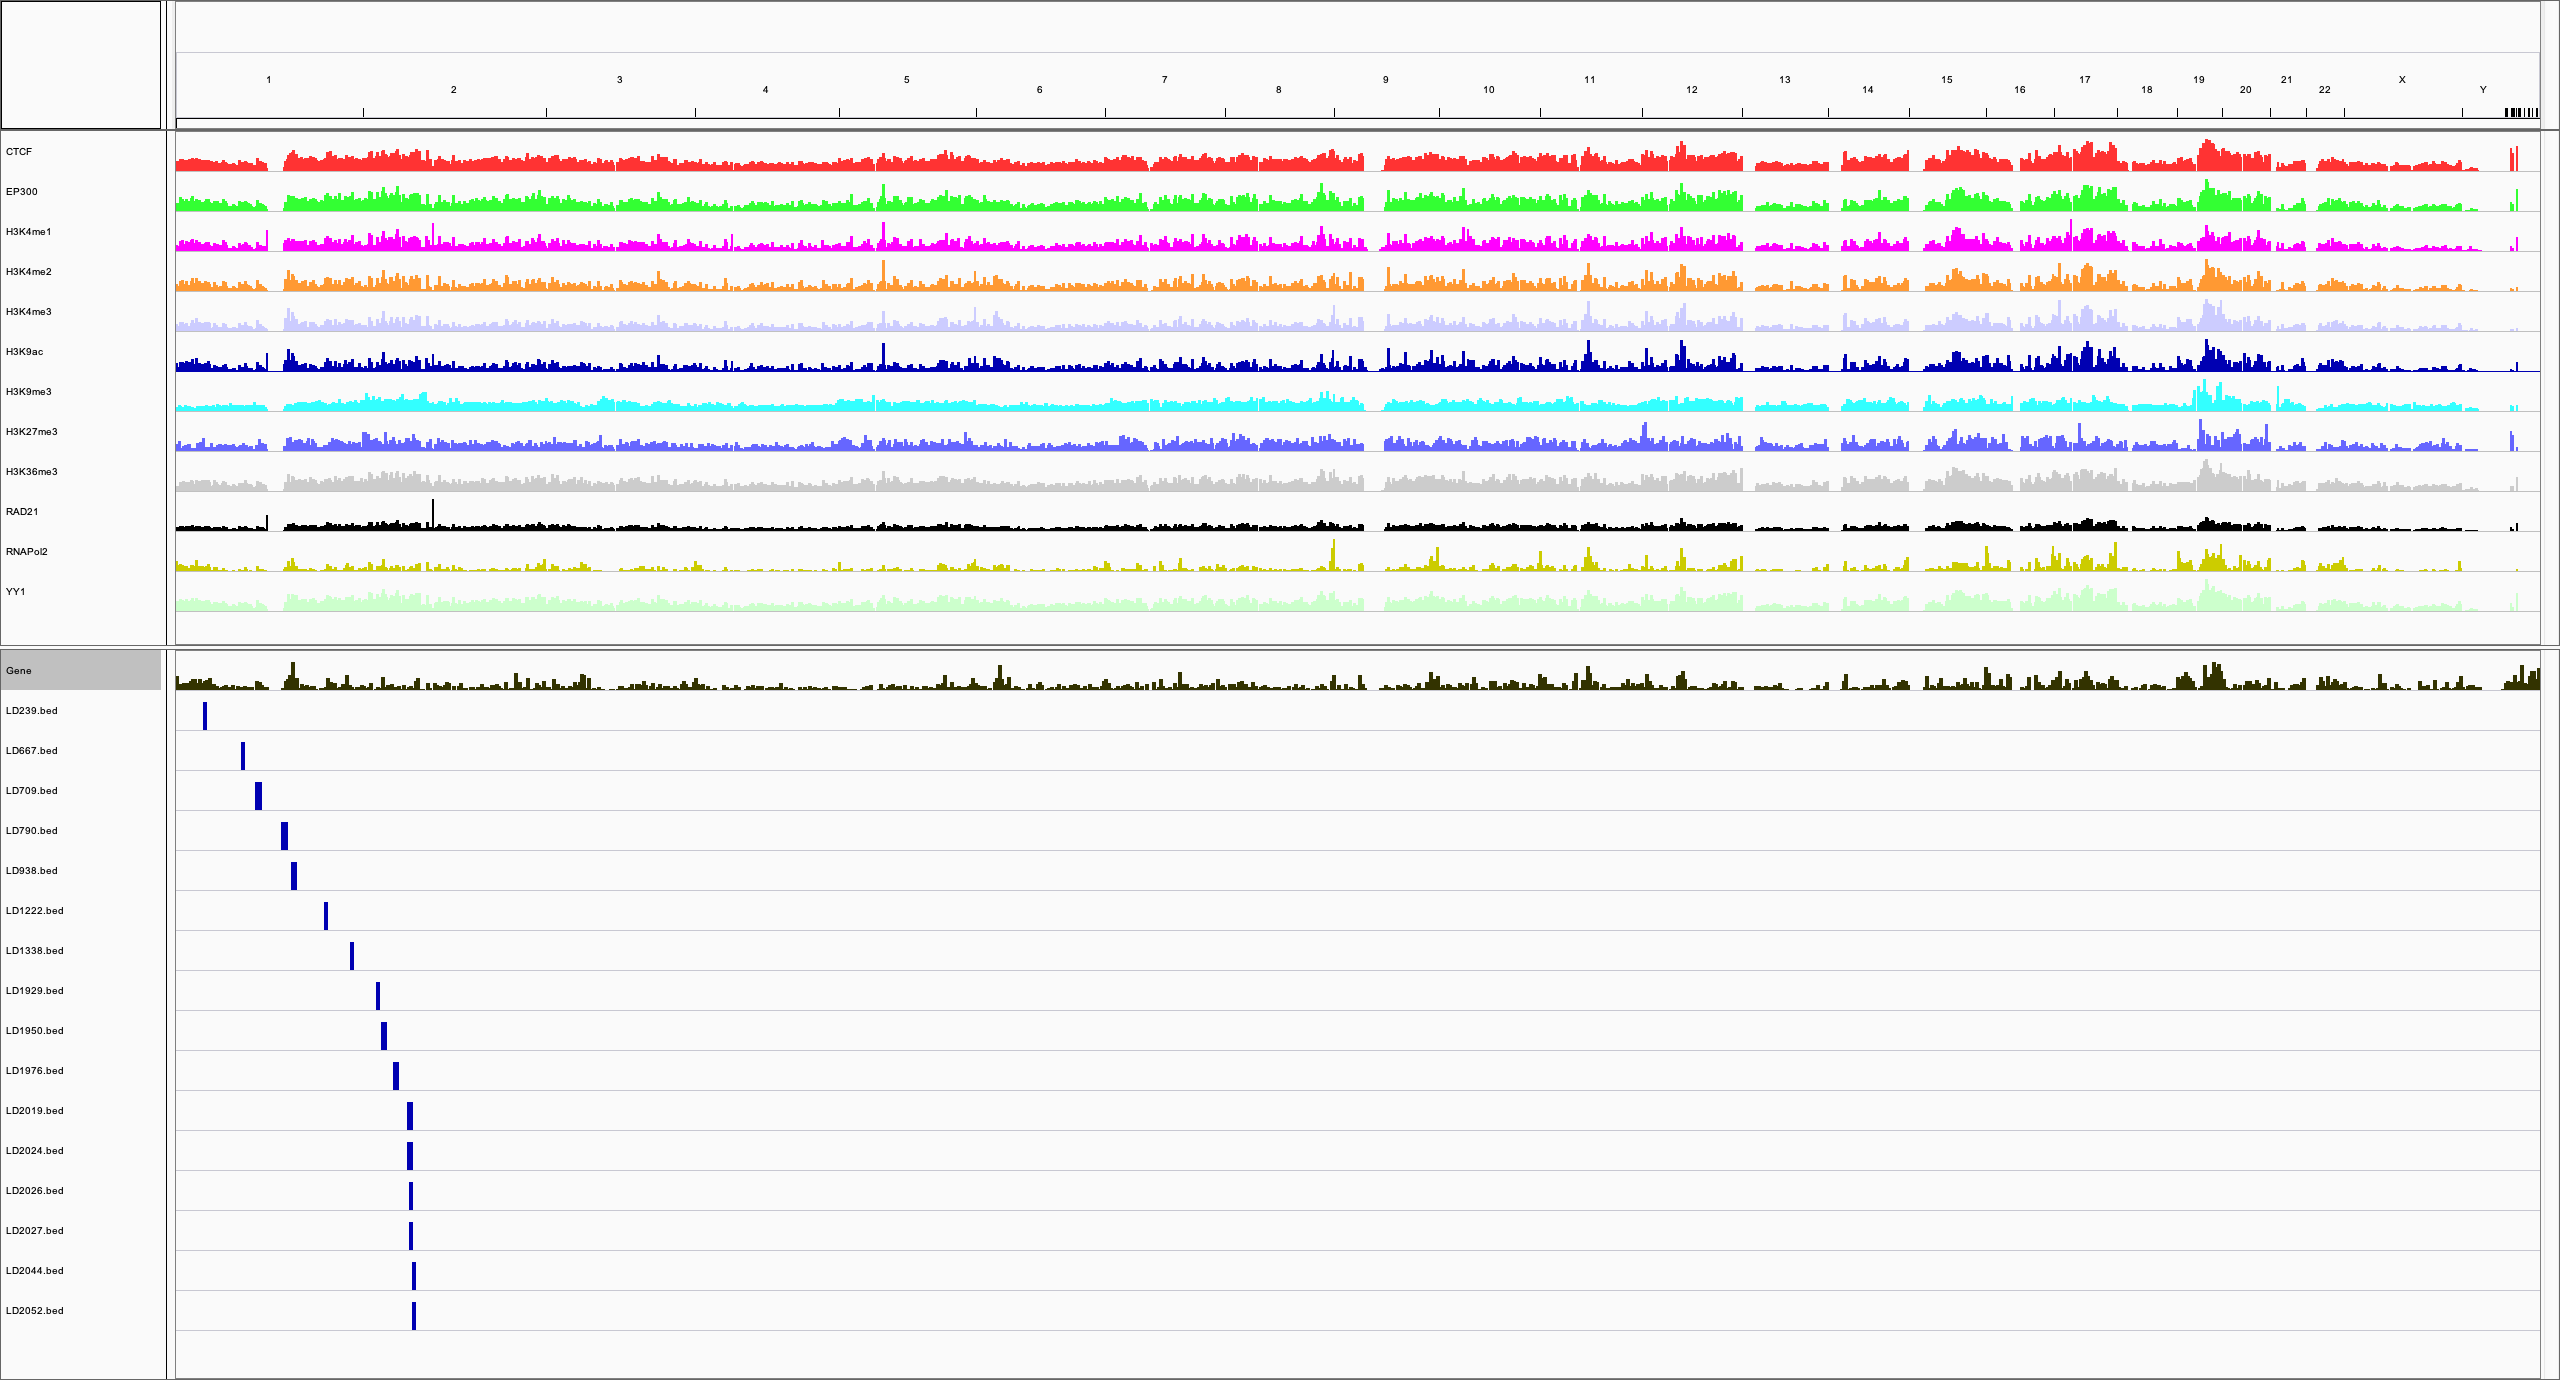 1 3 5 7 9 11 13 15 17 19 21 X
2 4 6 8 10 12 14 16 18 20 22 Y
CTCF
EP300
H3K4me1
H3K4me2
H3K4me3
H3K9ac
H3K9me3
H3K27me3
H3K36me3
RAD21
RNAPol2
YY1
Gene
LD239.bed
LD667.bed
LD709.bed
LD790.bed
LD938.bed
LD1222.bed
LD1338.bed
LD1929.bed
LD1950.bed
LD1976.bed
LD2019.bed
LD2024.bed
LD2026.bed
LD2027.bed
LD2044.bed
LD2052.bed